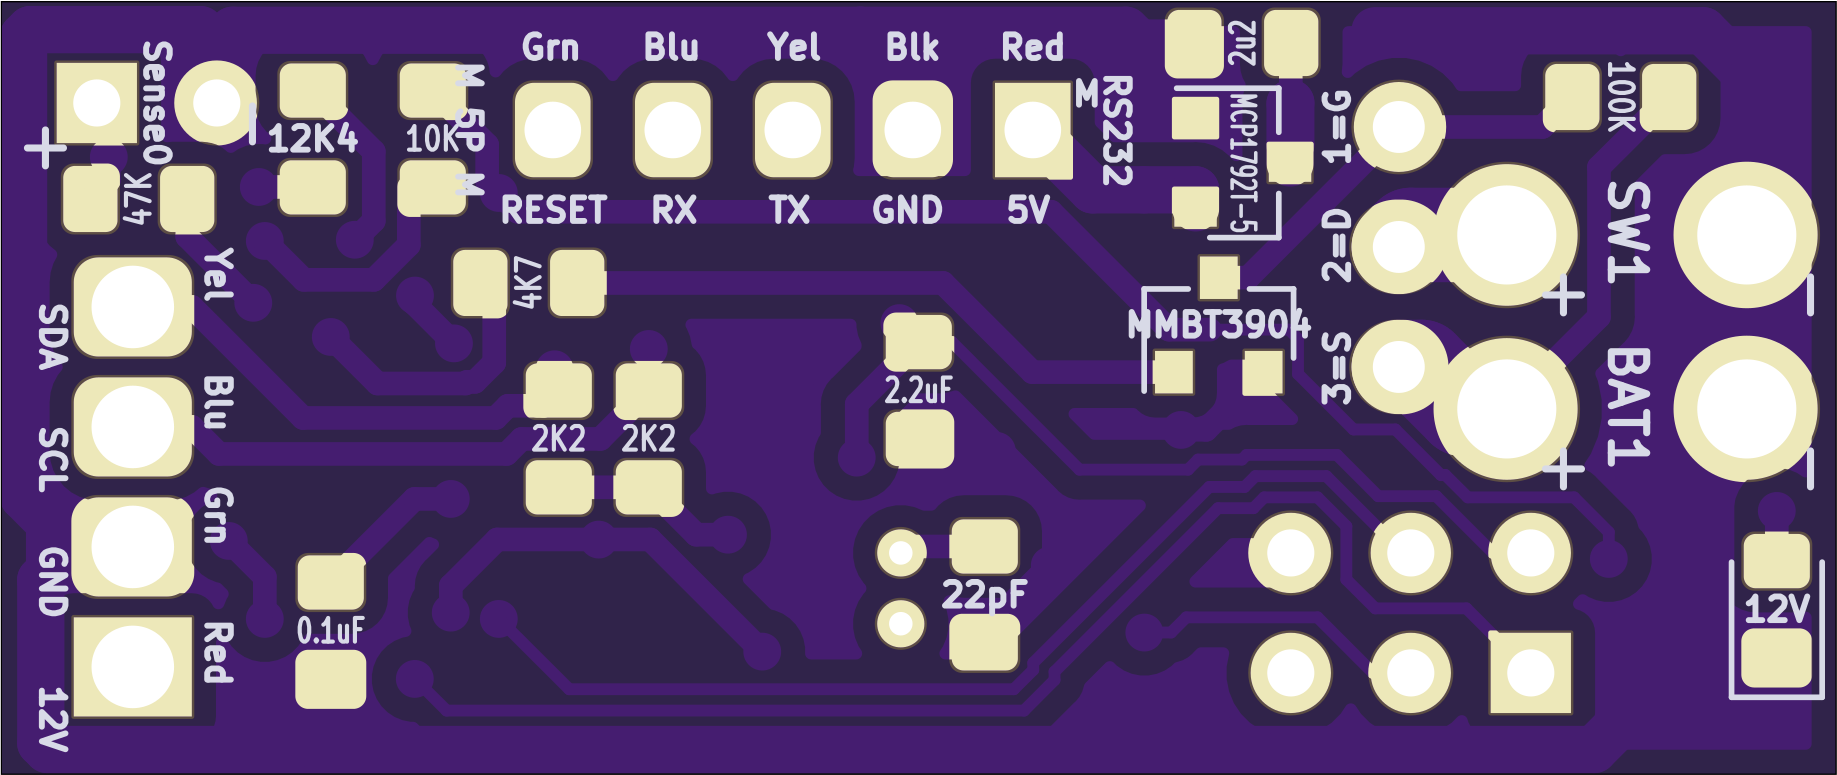 Grn Blu Yel Blk Red
RESET RX TX GND 5V
RS232
M
2n2
MCP1792T-5
Sense0
+
-
12K4
10K
M 5P M
47K
4K7
Yel
SDA
Blu
SCL
Grn
GND
Red
12V
2K2
2K2
0.1uF
2.2uF
22pF
MMBT3904
1=G
2=D
3=S
100K
SW1
+
-
BAT1
+
-
12V